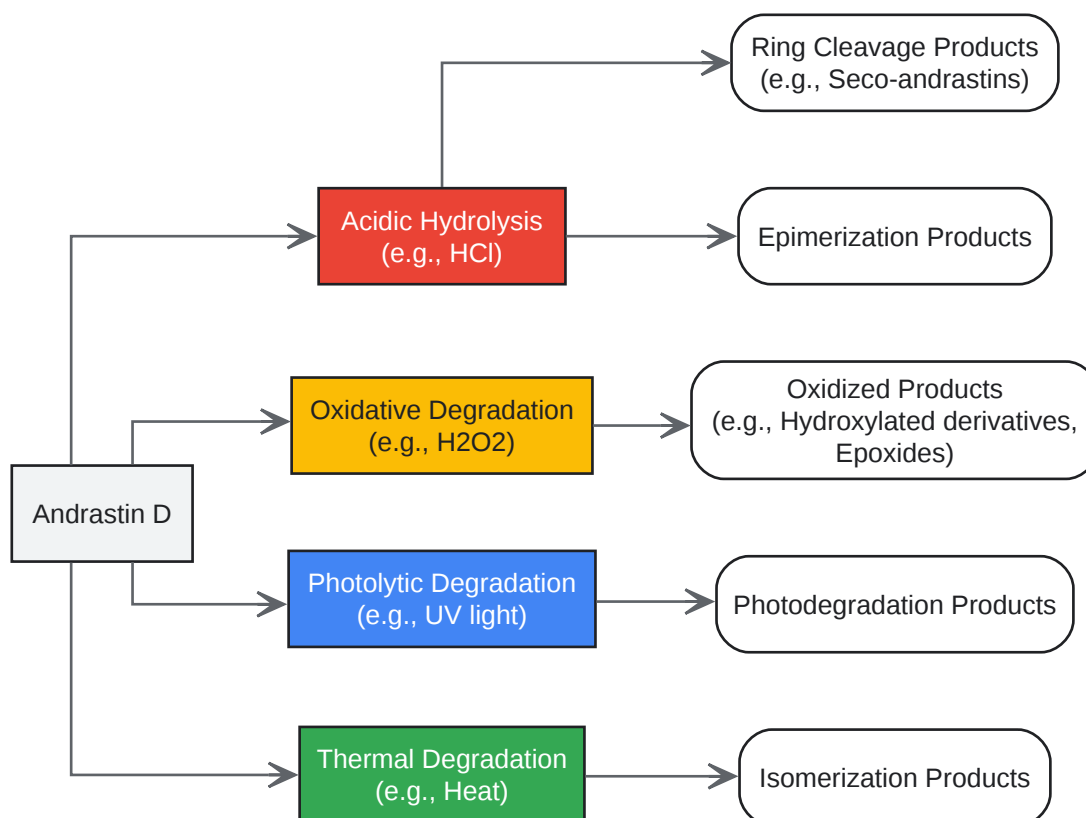 Ring Cleavage Products
(e.g., Seco-andrastins)
Acidic Hydrolysis
(e.g., HCl)
Epimerization Products
Oxidative Degradation
(e.g., H2O2)
Oxidized Products
(e.g., Hydroxylated derivatives,
Epoxides)
Andrastin D
Photolytic Degradation
(e.g., UV light)
Photodegradation Products
Thermal Degradation
(e.g., Heat)
Isomerization Products